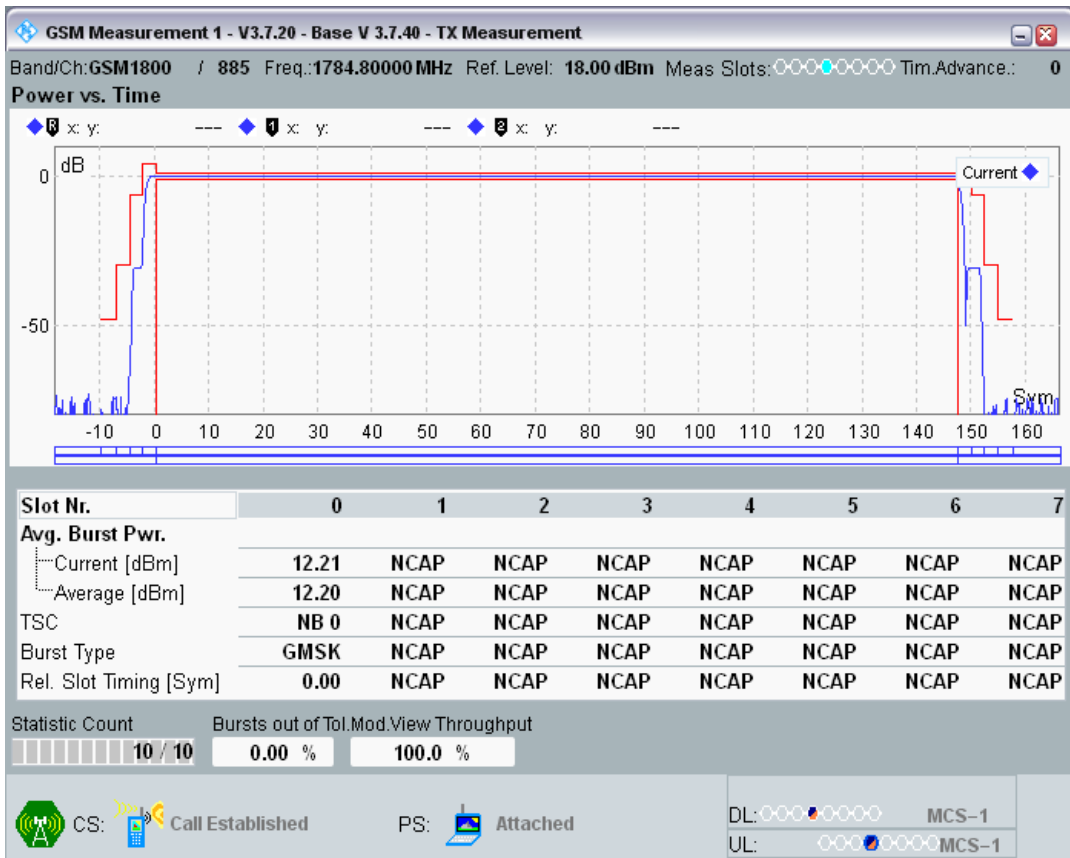 GSM Measurement 1 - V3.7.20 - Base V 3.7.40 - TX Measurement
Band/Ch:GSM1800 / 885 Freq.:1784.80000 MHz Ref. Level: 18.00 dBm Meas Slots: Tim.Advance.: 0
Power vs. Time
R x: y: --- 1 x: y: --- 2 x: y: ---
dB
Current
0
-50
Sym
-10 0 10 20 30 40 50 60 70 80 90 100 110 120 130 140 150 160
Slot Nr. 0 1 2 3 4 5 6 7
Avg. Burst Pwr.
Current [dBm] 12.21 NCAP NCAP NCAP NCAP NCAP NCAP NCAP
Average [dBm] 12.20 NCAP NCAP NCAP NCAP NCAP NCAP NCAP
TSC NB 0 NCAP NCAP NCAP NCAP NCAP NCAP NCAP
Burst Type GMSK NCAP NCAP NCAP NCAP NCAP NCAP NCAP
Rel. Slot Timing [Sym] 0.00 NCAP NCAP NCAP NCAP NCAP NCAP NCAP
Statistic Count Bursts out of Tol. Mod.View Throughput
10 / 10 0.00 % 100.0 %
CS: Call Established PS: Attached
DL: MCS-1
UL: MCS-1